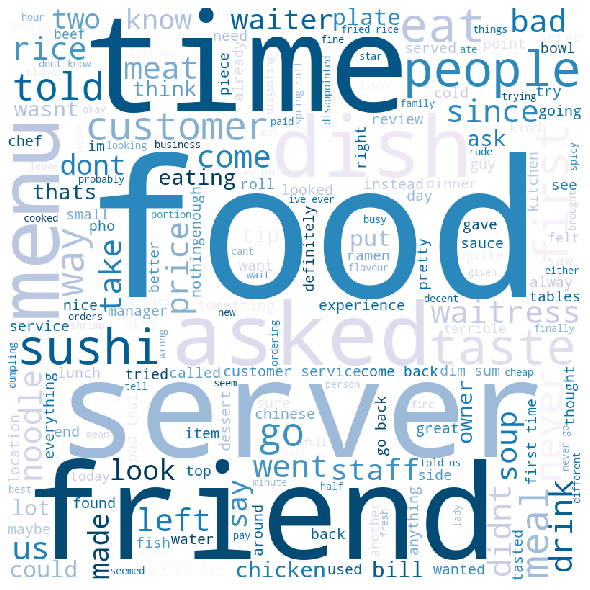 hour
two
know
waiter
plate
eat
bad
beef
dont know
rice
told
time
people
meat
think
need
already
piece
fine
fried rice
star
served
ate
things
point
bowl
cold
try
going
wasnt
chef
im
looking
customer
dish
since
menu
dont
come
thats
eating
business
probably
leave
okay
disgusting
spring roll
disappointed
paid
family
trying
review
rude
kind
spicy
ask
first
brought
right
guy
kitchen
see
small
cooked
pho
way
take
food
price
roll
portion
better
looked
ive ever
instead
day
dinner
felt
saw
nothing
enough
tip
cant
want
wait
definitely
put
busy
ramen
flavour
gave
sauce
pretty
quite
given
decent
alway
either
finally
tables
nice
manager
service
orders
shrimp
something
ok
asked
experience
waitress
terrible
taste
sushi
new
wrong
ordering
dumpling
everything
lunch
tried
called
customer service
come back
dim sum
cheap
tell
seem
person
location
noodle
pad thai
end
item
dessert
sure
chinese
server
go
find
full
go back
told us
owner
great
soup
never
first time
never go
thought
different
mean
today
best
lot
maybe
found
top
look
went
minute
half
staff
side
say
friend
us
left
made
fish
water
around
back
pay
fresh
another
anything
lady
didnt
tasted
meal
drink
could
seemed
little
chicken
used
bill
wanted